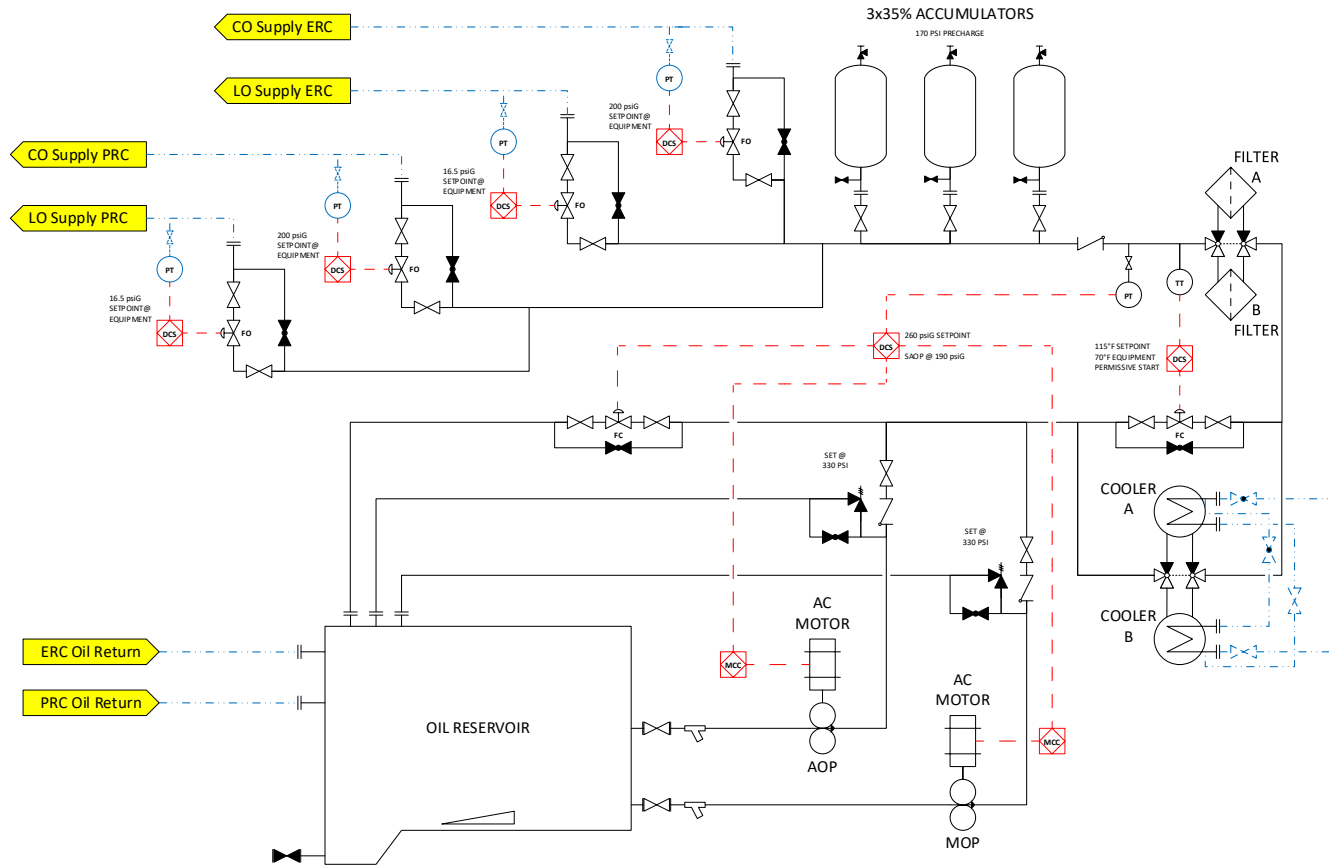 CO Supply ERC
3x35% ACCUMULATORS
170 PSI PRECHARGE
PT
LO Supply ERC
200 psiG
SETPOINT@
EQUIPMENT
DCS
FO
PT
CO Supply PRC
16.5 psiG
SETPOINT@
EQUIPMENT
DCS
FO
FILTER
A
PT
LO Supply PRC
200 psiG
SETPOINT@
EQUIPMENT
DCS
FO
PT
16.5 psiG
SETPOINT@
EQUIPMENT
DCS
FO
PT
TT
B
FILTER
DCS
260 psiG SETPOINT
SAOP @ 190 psiG
115°F SETPOINT
70°F EQUIPMENT
PERMISSIVE START
DCS
FC
FC
SET @
330 PSI
SET @
330 PSI
COOLER
A
COOLER
B
AC
MOTOR
MCC
AOP
AC
MOTOR
MCC
MOP
ERC Oil Return
PRC Oil Return
OIL RESERVOIR